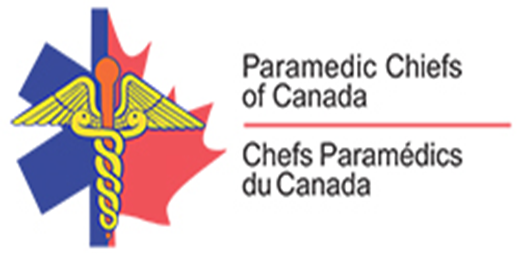 Paramedic Chiefs
of Canada
Chefs Paramédics
du Canada